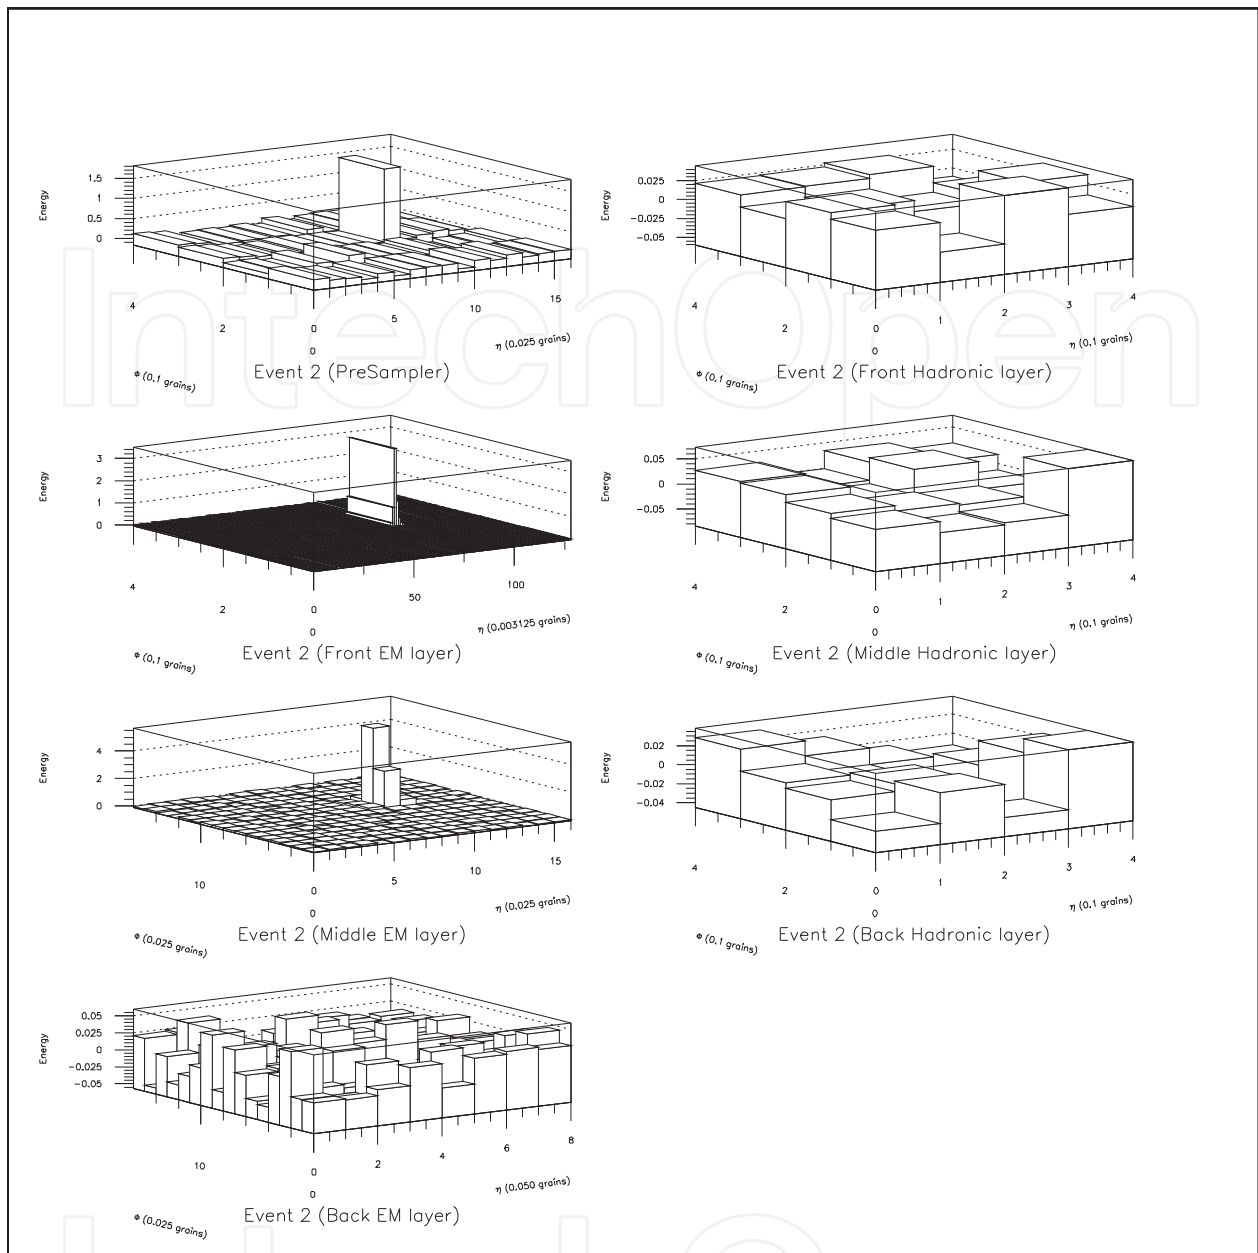 Energy
1.5
1
0.5
0
4
2
0
0
5
10
15
η (0.025 grains)
φ (0.1 grains)
Event 2 (PreSampler)
Energy
0.025
0
−0.025
−0.05
4
2
0
0
1
2
3
4
η (0.1 grains)
φ (0.1 grains)
Event 2 (Front Hadronic layer)
Energy
3
2
1
0
4
2
0
0
50
100
η (0.003125 grains)
φ (0.1 grains)
Event 2 (Front EM layer)
Energy
0.05
0
−0.05
4
2
0
0
1
2
3
4
η (0.1 grains)
φ (0.1 grains)
Event 2 (Middle Hadronic layer)
Energy
4
2
0
10
0
0
5
10
15
η (0.025 grains)
φ (0.025 grains)
Event 2 (Middle EM layer)
Energy
0.02
0
−0.02
−0.04
4
2
0
0
1
2
3
4
η (0.1 grains)
φ (0.1 grains)
Event 2 (Back Hadronic layer)
Energy
0.05
0.025
0
−0.025
−0.05
10
0
0
2
4
6
8
η (0.050 grains)
φ (0.025 grains)
Event 2 (Back EM layer)
IntechOpen